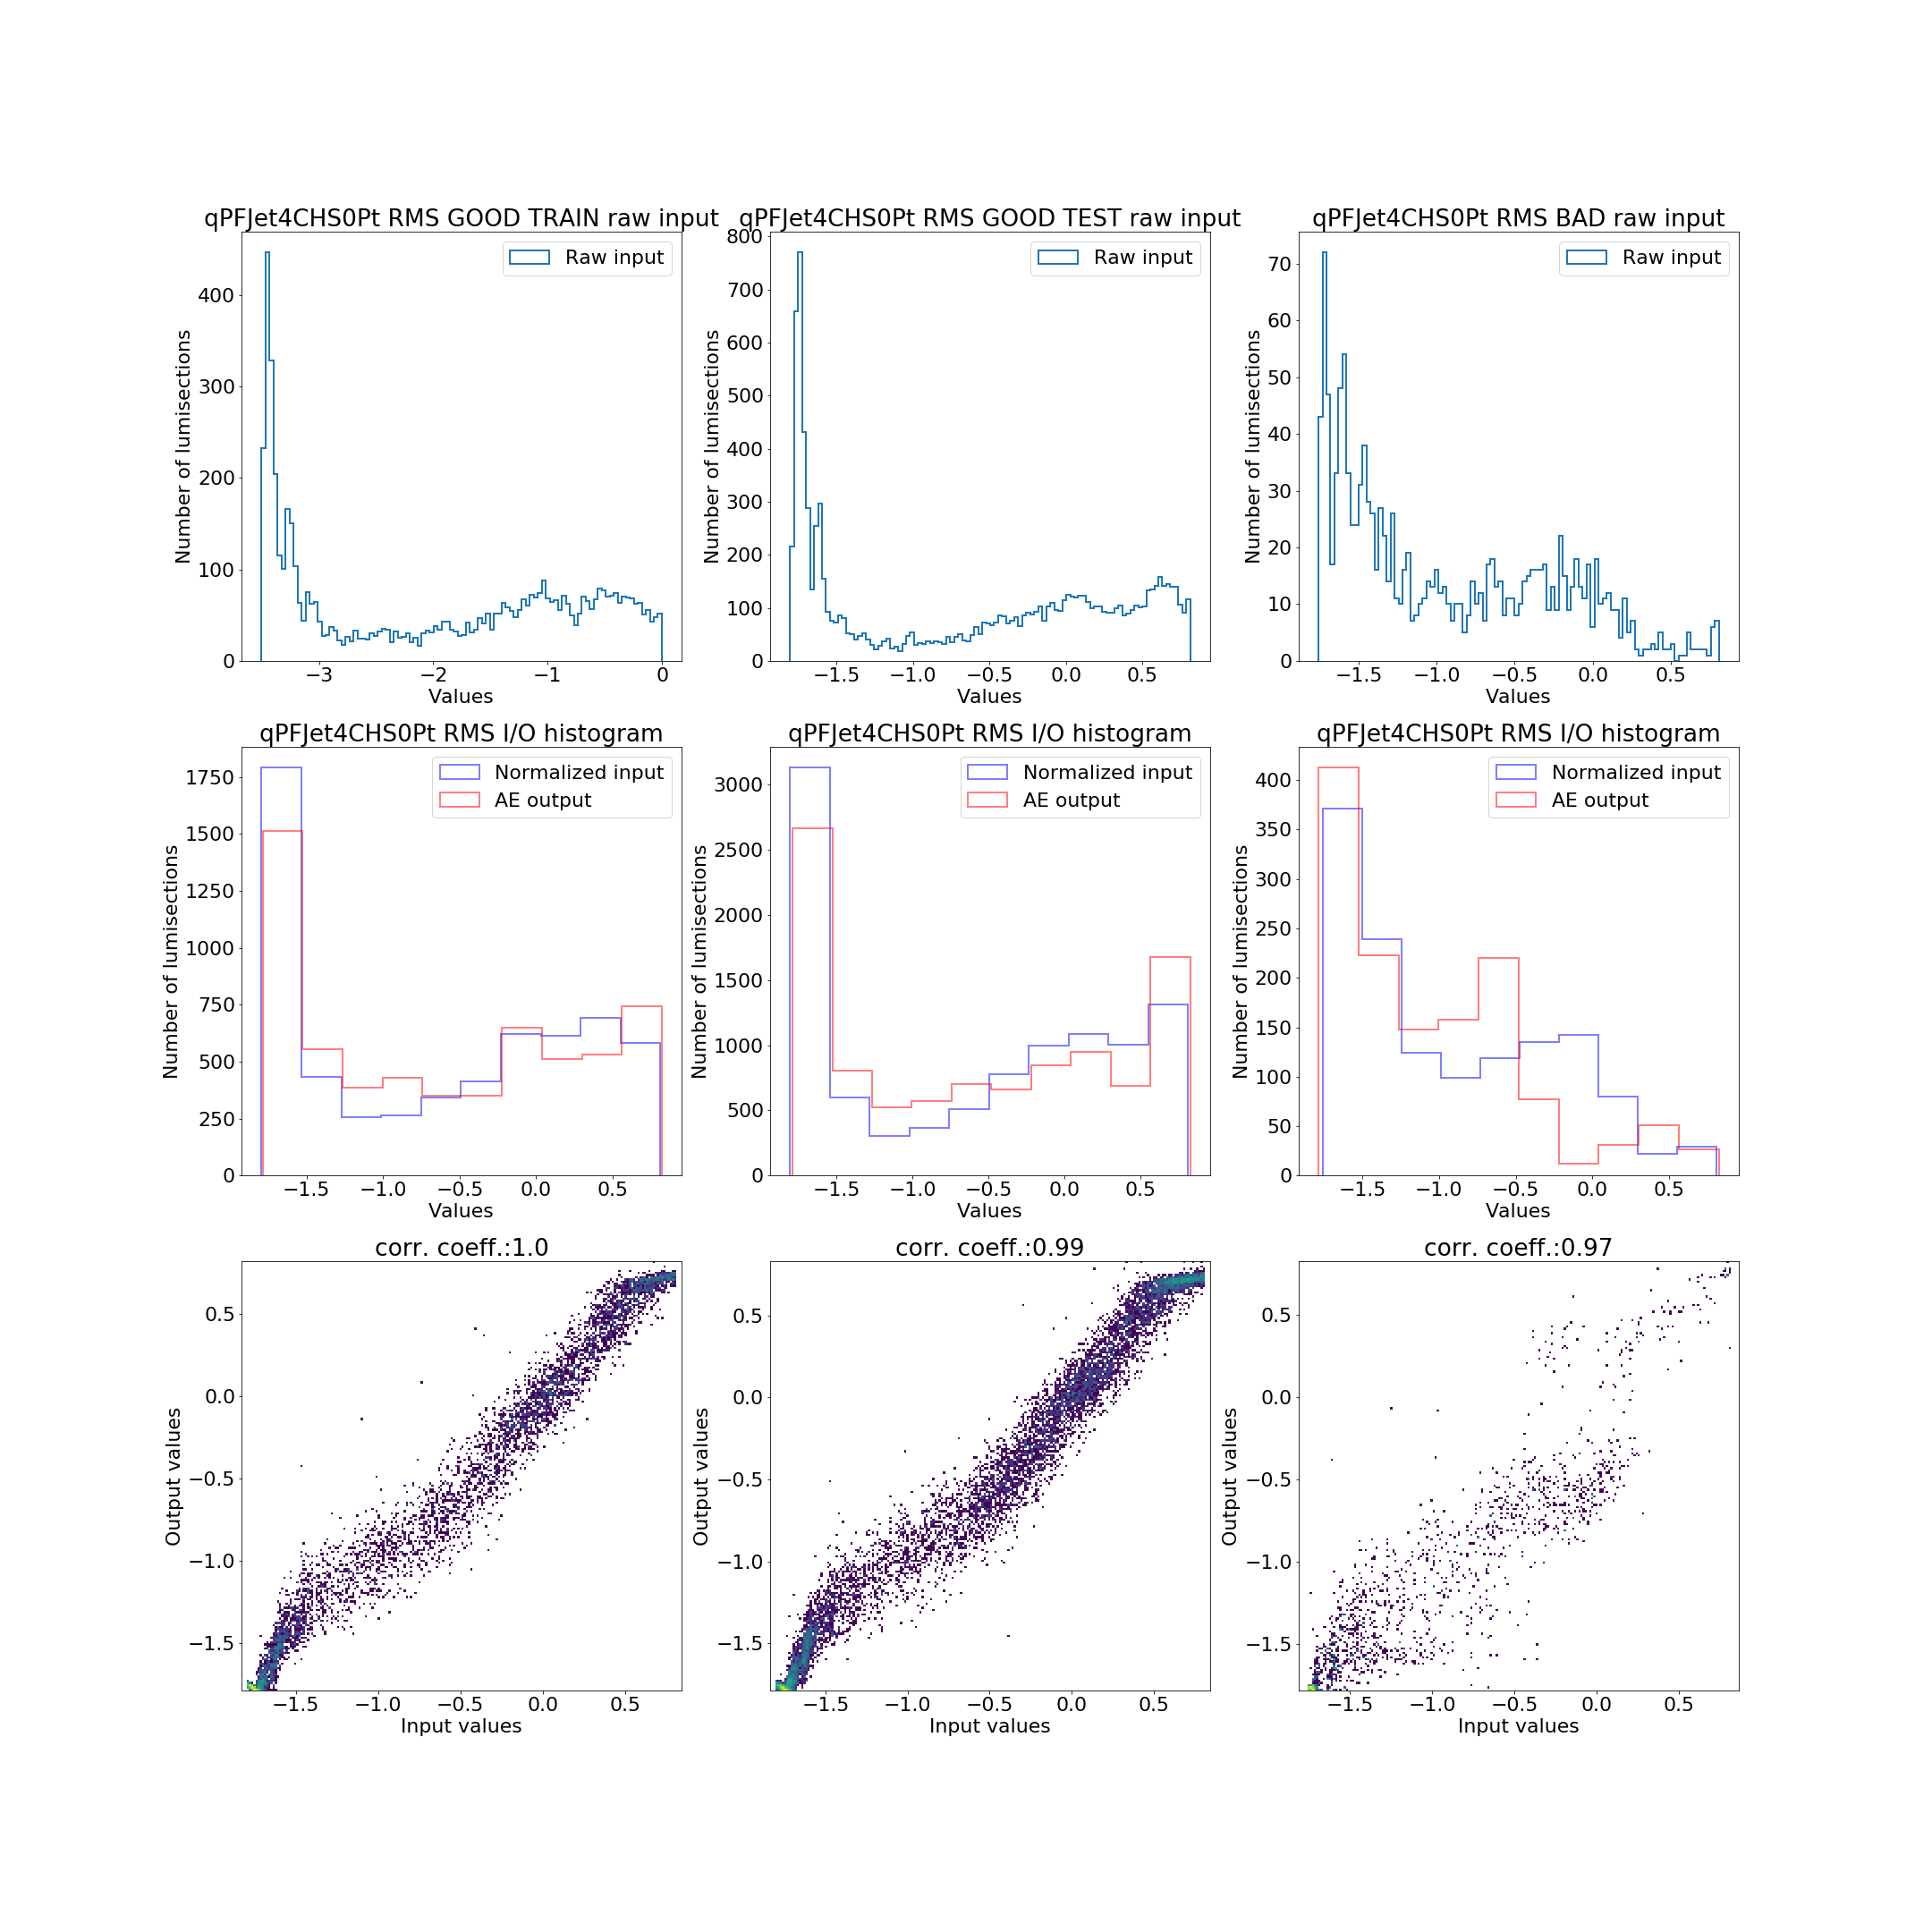 qPFJet4CHS0Pt RMS GOOD TRAIN raw input
qPFJet4CHS0Pt RMS GOOD TEST raw input
qPFJet4CHS0Pt RMS BAD raw input
Raw input
400
300
200
100
0
Number of lumisections
−3
−2
−1
0
Values
Raw input
800
700
600
500
400
300
200
100
0
Number of lumisections
−1.5
−1.0
−0.5
0.0
0.5
Values
Raw input
70
60
50
40
30
20
10
0
Number of lumisections
−1.5
−1.0
−0.5
0.0
0.5
Values
qPFJet4CHS0Pt RMS I/O histogram
Normalized input
AE output
1750
1500
1250
1000
750
500
250
0
Number of lumisections
−1.5
−1.0
−0.5
0.0
0.5
Values
qPFJet4CHS0Pt RMS I/O histogram
Normalized input
AE output
3000
2500
2000
1500
1000
500
0
Number of lumisections
−1.5
−1.0
−0.5
0.0
0.5
Values
qPFJet4CHS0Pt RMS I/O histogram
Normalized input
AE output
400
350
300
250
200
150
100
50
0
Number of lumisections
−1.5
−1.0
−0.5
0.0
0.5
Values
corr. coeff.:1.0
0.5
0.0
−0.5
−1.0
−1.5
Output values
−1.5
−1.0
−0.5
0.0
0.5
Input values
corr. coeff.:0.99
0.5
0.0
−0.5
−1.0
−1.5
Output values
−1.5
−1.0
−0.5
0.0
0.5
Input values
corr. coeff.:0.97
0.5
0.0
−0.5
−1.0
−1.5
Output values
−1.5
−1.0
−0.5
0.0
0.5
Input values